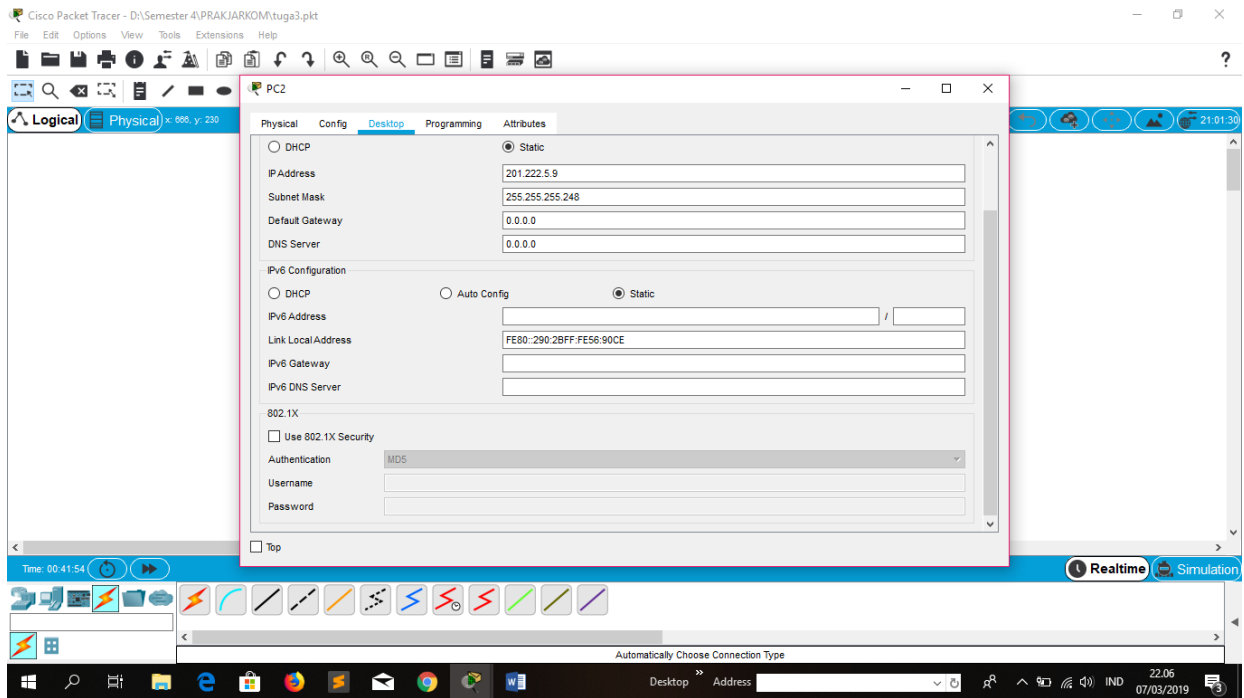 Cisco Packet Tracer - D:\Semester 4\PRAKJARKOM\tuga3.pkt
File Edit Options View Tools Extensions Help
?
PC2
Logical Physical x: 666, y: 230
21:01:30
Physical Config Desktop Programming Attributes
DHCP Static
IP Address 201.222.5.9
Subnet Mask 255.255.255.248
Default Gateway 0.0.0.0
DNS Server 0.0.0.0
IPv6 Configuration
DHCP Auto Config Static
IPv6 Address /
Link Local Address FE80::290:2BFF:FE56:90CE
IPv6 Gateway
IPv6 DNS Server
802.1X
Use 802.1X Security
Authentication MD5
Username
Password
Top
Time: 00:41:54 Realtime Simulation
Automatically Choose Connection Type
Desktop Address IND 22.06
07/03/2019 3